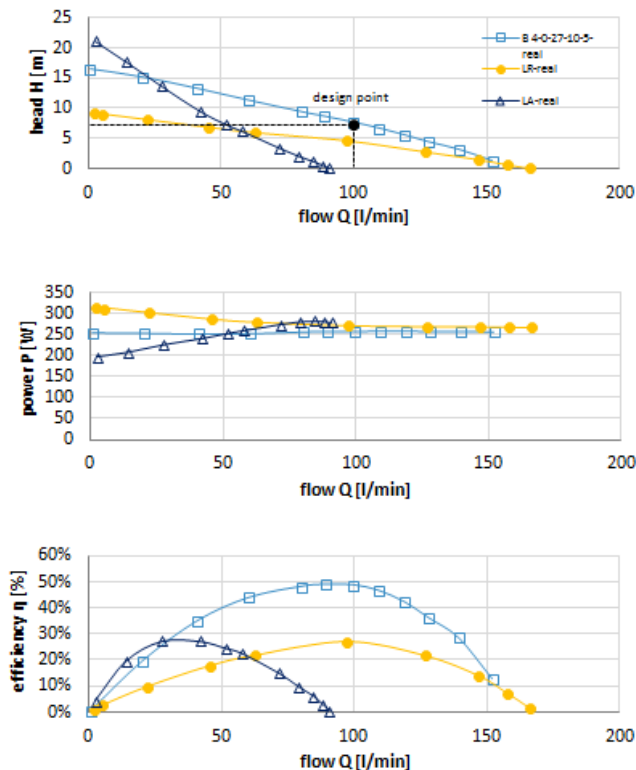 25
20
15
10
5
0
head H [m]
B 4-0-27-10-5-
real
LR-real
LA-real
design point
0 50 100 150 200
flow Q [l/min]
350
300
250
200
150
100
50
0
power P [W]
0 50 100 150 200
flow Q [l/min]
60%
50%
40%
30%
20%
10%
0%
efficiency η [%]
0 50 100 150 200
flow Q [l/min]